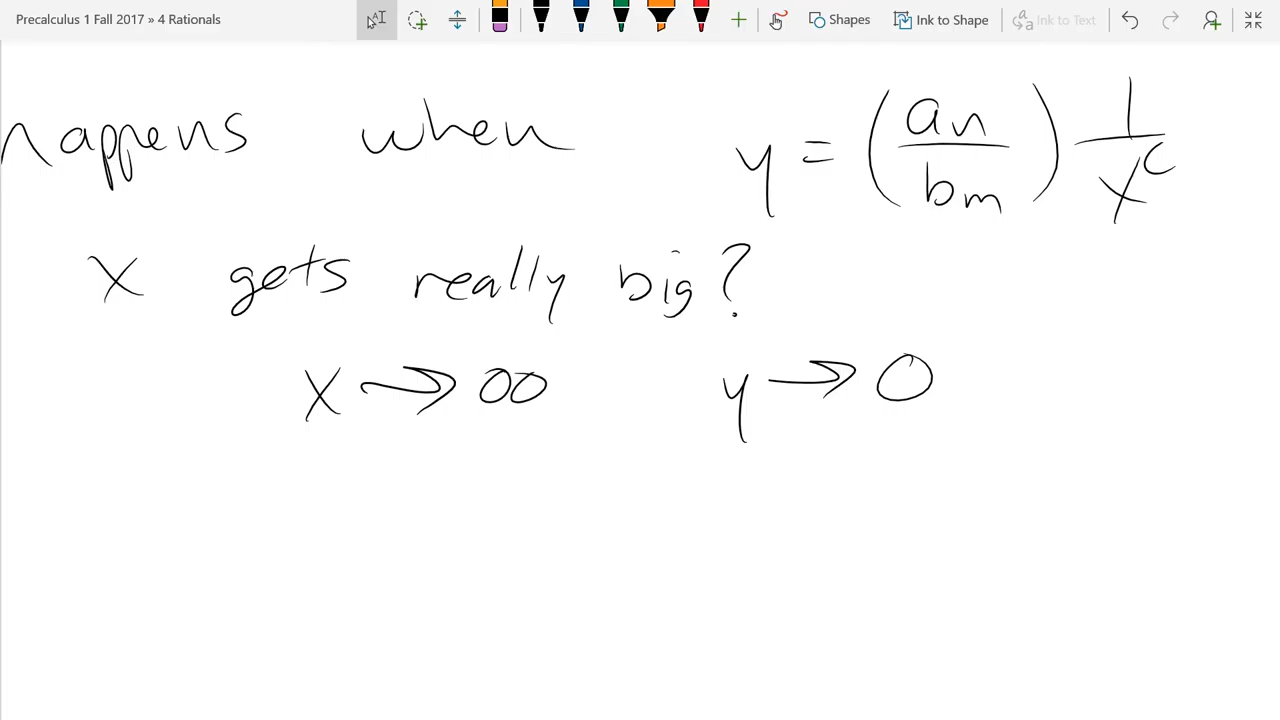 Precalculus 1 Fall 2017 » 4 Rationals Shapes Ink to Shape Ink to Text
happens when y = (an/bm) 1/x^c
x gets really big?
x → ∞ y → 0